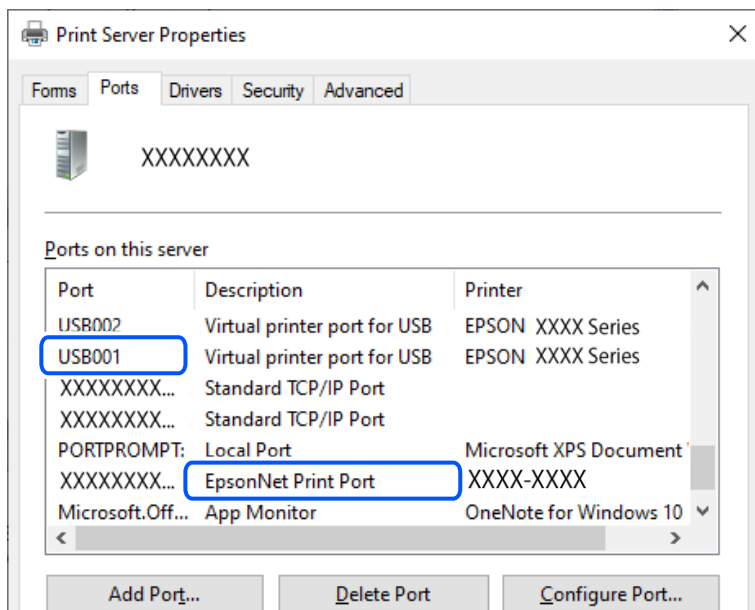 Print Server Properties
Forms Ports Drivers Security Advanced
XXXXXXXX
Ports on this server
Port Description Printer
USB002 Virtual printer port for USB EPSON XXXX Series
USB001 Virtual printer port for USB EPSON XXXX Series
XXXXXXXX... Standard TCP/IP Port
XXXXXXXX... Standard TCP/IP Port
PORTPROMPT: Local Port Microsoft XPS Document
XXXXXXXX... EpsonNet Print Port XXXX-XXXX
Microsoft.Off... App Monitor OneNote for Windows 10
Add Port... Delete Port Configure Port...